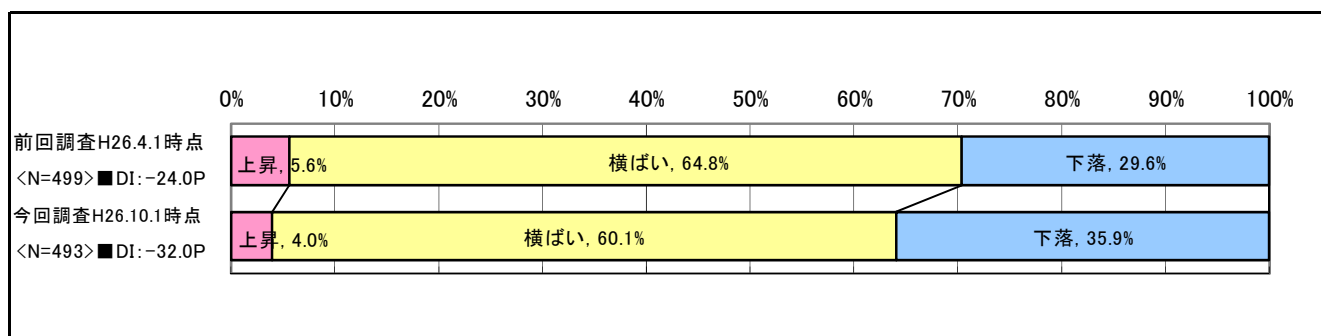 0% 10% 20% 30% 40% 50% 60% 70% 80% 90% 100%
前回調査H26.4.1時点
<N=499>■DI:-24.0P
上昇, 5.6% 横ばい, 64.8% 下落, 29.6%
今回調査H26.10.1時点
<N=493>■DI:-32.0P
上昇, 4.0% 横ばい, 60.1% 下落, 35.9%